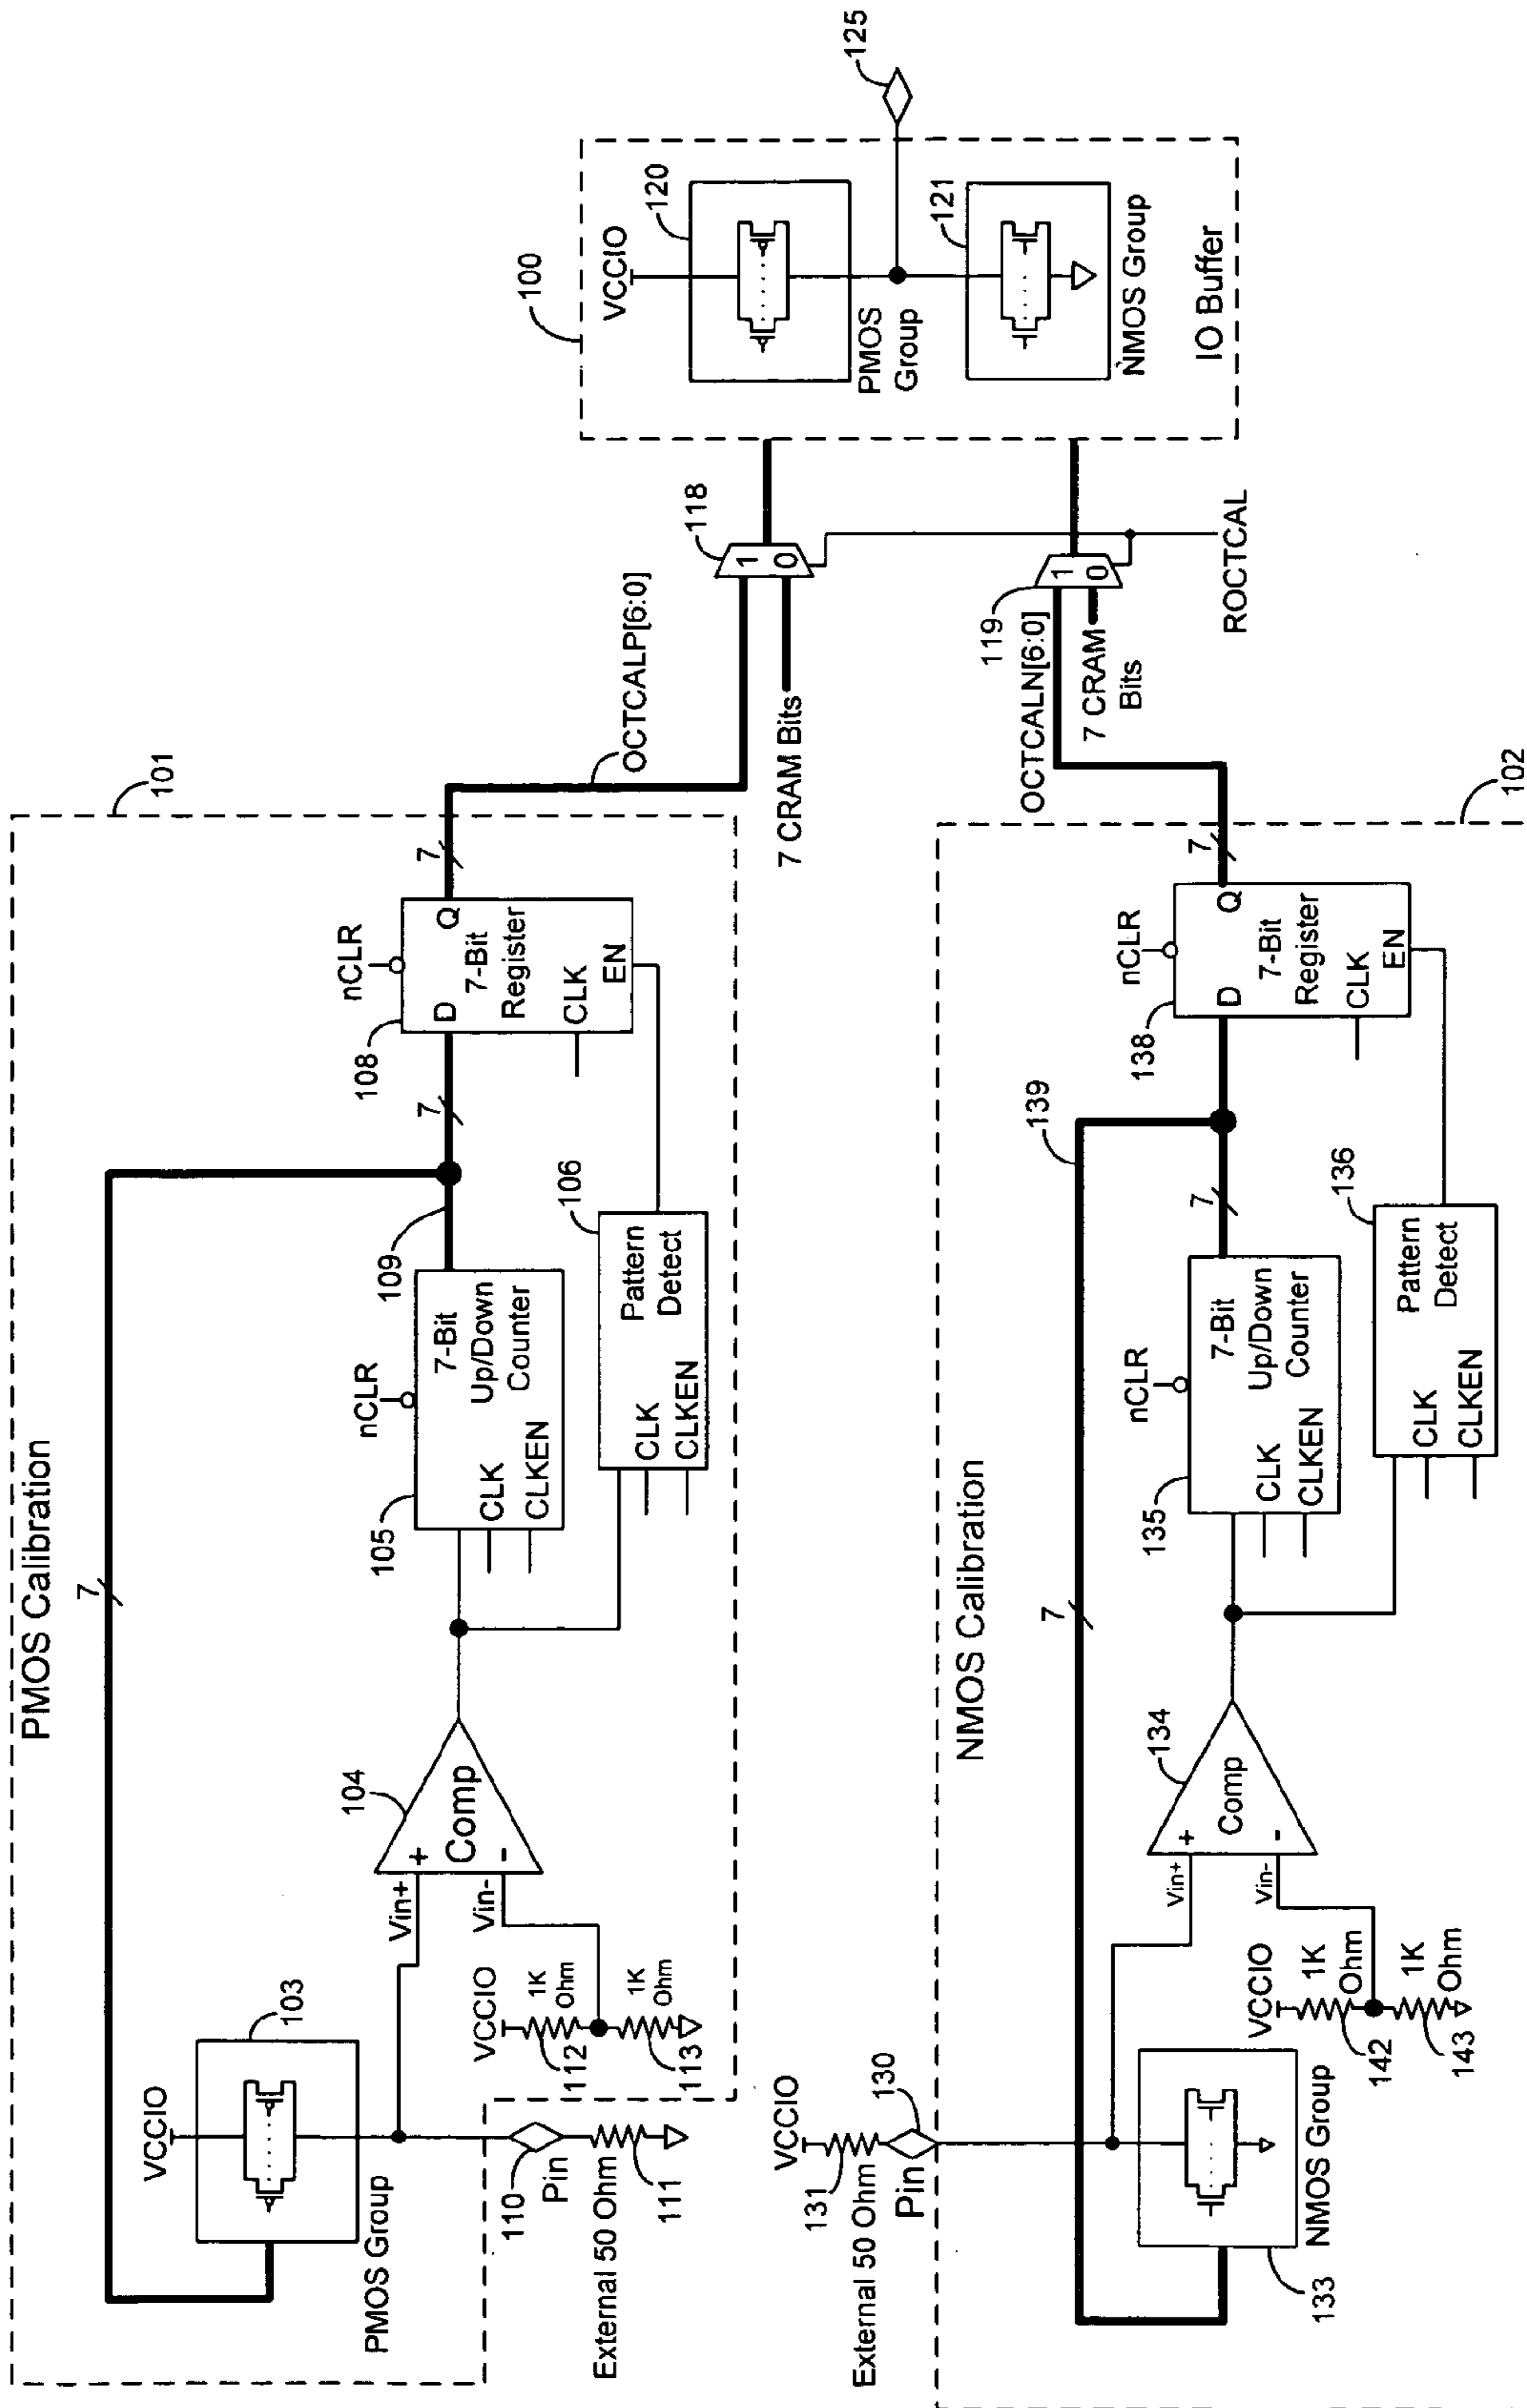 PMOS Calibration
101
VCCIO
103
PMOS Group
7
Vin+
Vin-
+
-
Comp
104
VCCIO
1K
Ohm
1K
Ohm
112
113
110
Pin
External 50 Ohm
111
105
nCLR
7-Bit
Up/Down
Counter
CLK
CLKEN
109
106
Pattern
Detect
CLK
CLKEN
7
108
nCLR
D
Q
7-Bit
Register
CLK
EN
7
OCTCALP[6:0]
7 CRAM Bits
118
1
0
100
VCCIO
120
PMOS
Group
121
NMOS Group
IO Buffer
125
NMOS Calibration
102
VCCIO
131
130
External 50 Ohm
Pin
133
NMOS Group
7
139
Vin+
Vin-
+
-
Comp
134
VCCIO
1K
Ohm
1K
Ohm
142
143
135
nCLR
7-Bit
Up/Down
Counter
CLK
CLKEN
7
136
Pattern
Detect
CLK
CLKEN
138
nCLR
D
Q
7-Bit
Register
CLK
EN
7
OCTCALN[6:0]
7 CRAM
Bits
119
1
0
ROCTCAL